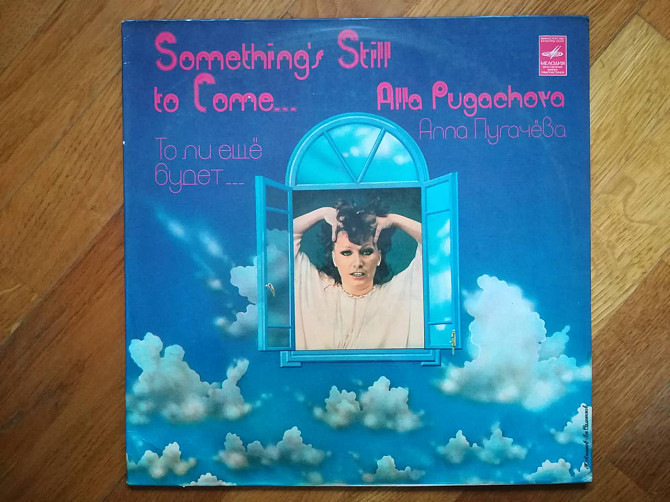 Something's Still
to Come...
Alla Pugachova
Алла Пугачёва
То ли ещё
будет...
МЕЛОДИЯ